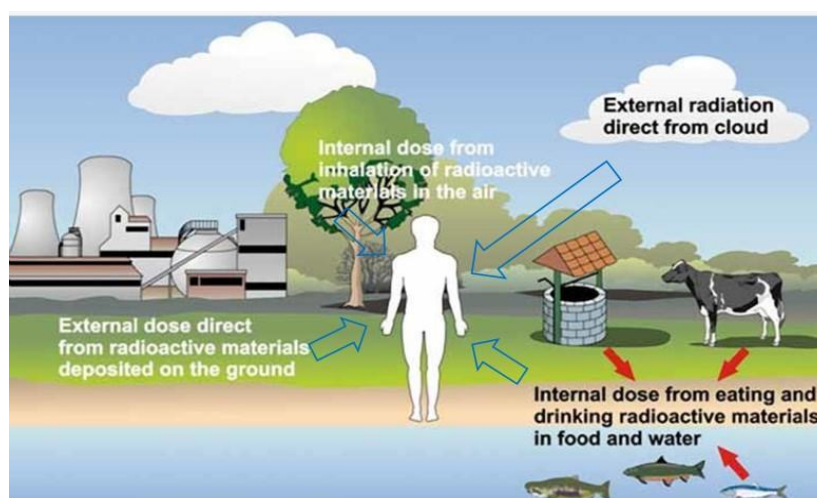 External radiation
direct from cloud
Internal dose from
inhalation of radioactive
materials in the air
External dose direct
from radioactive materials
deposited on the ground
Internal dose from eating and
drinking radioactive materials
in food and water